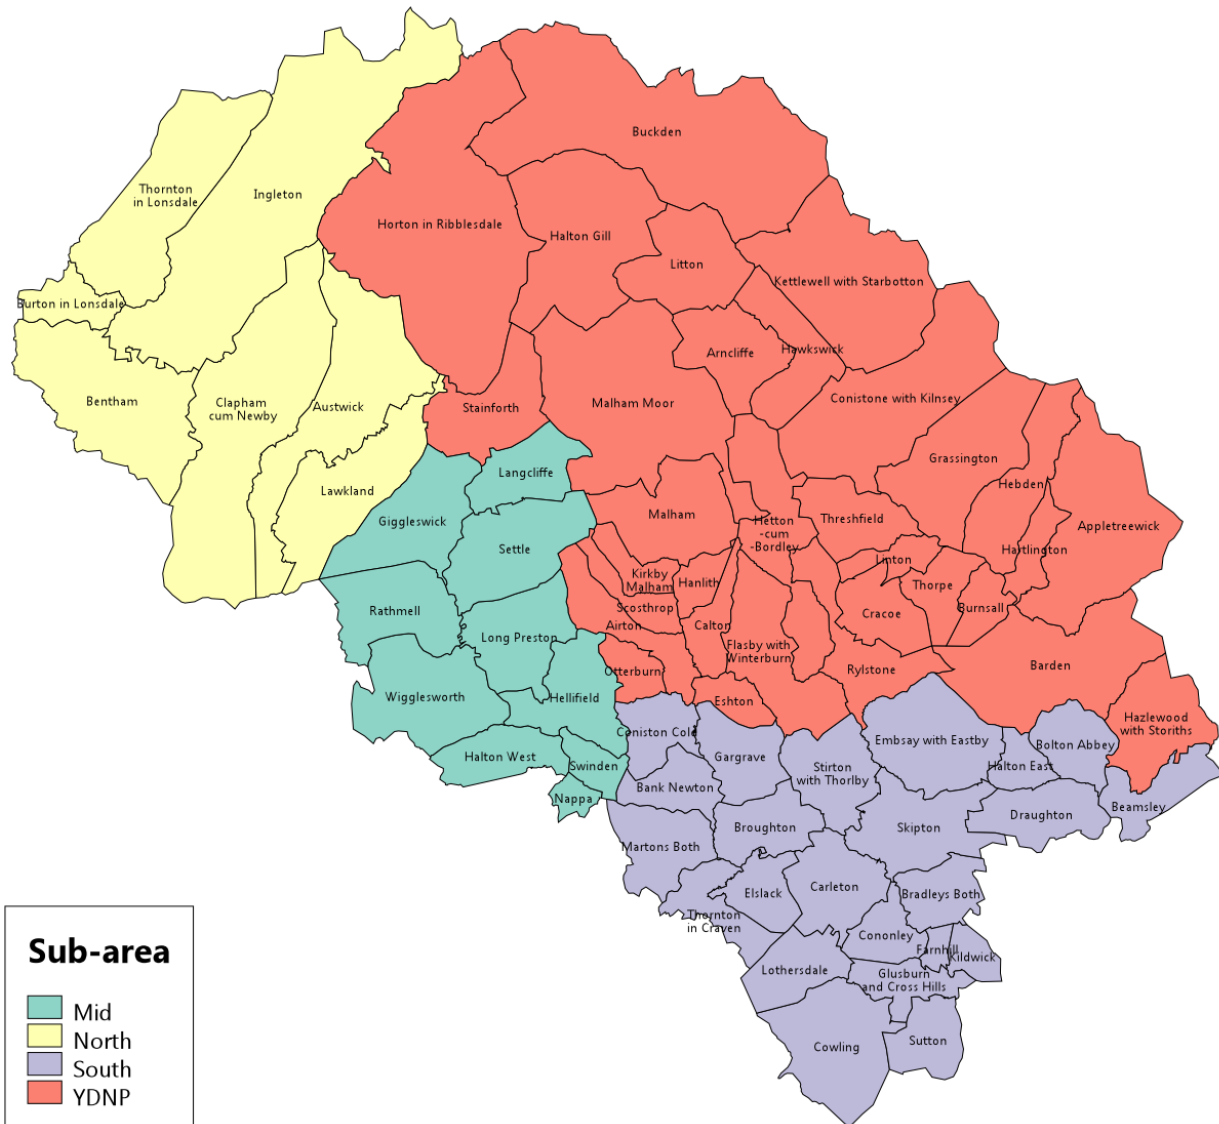 Buckden
Thornton
in Lonsdale
Ingleton
Horton in Ribblesdale
Halton Gill
Litton
Kettlewell with Starbotton
Burton in Lonsdale
Hawkswick
Arncliffe
Bentham
Clapham
cum Newby
Austwick
Stainforth
Malham Moor
Conistone with Kilnsey
Grassington
Langcliffe
Hebden
Lawkland
Giggleswick
Malham
Hetton
-cum
-Bordley
Threshfield
Appletreewick
Settle
Hartlington
Linton
Kirkby
Malham
Hanlith
Thorpe
Rathmell
Scosthrop
Cracoe
Burnsall
Long Preston
Airton
Calton
Flasby with
Winterburn
Otterburn
Rylstone
Barden
Wigglesworth
Hellifield
Eshton
Hazlewood
with Storiths
Coniston Cold
Embsay with Eastby
Bolton Abbey
Halton West
Gargrave
Swinden
Stirton
with Thorlby
Halton East
Bank Newton
Nappa
Beamsley
Draughton
Broughton
Skipton
Martons Both
Elslack
Carleton
Bradleys Both
Thornton
in Craven
Cononley
Farnhill
Kildwick
Lothersdale
Glusburn
and Cross Hills
Cowling
Sutton
Sub-area
Mid
North
South
YDNP